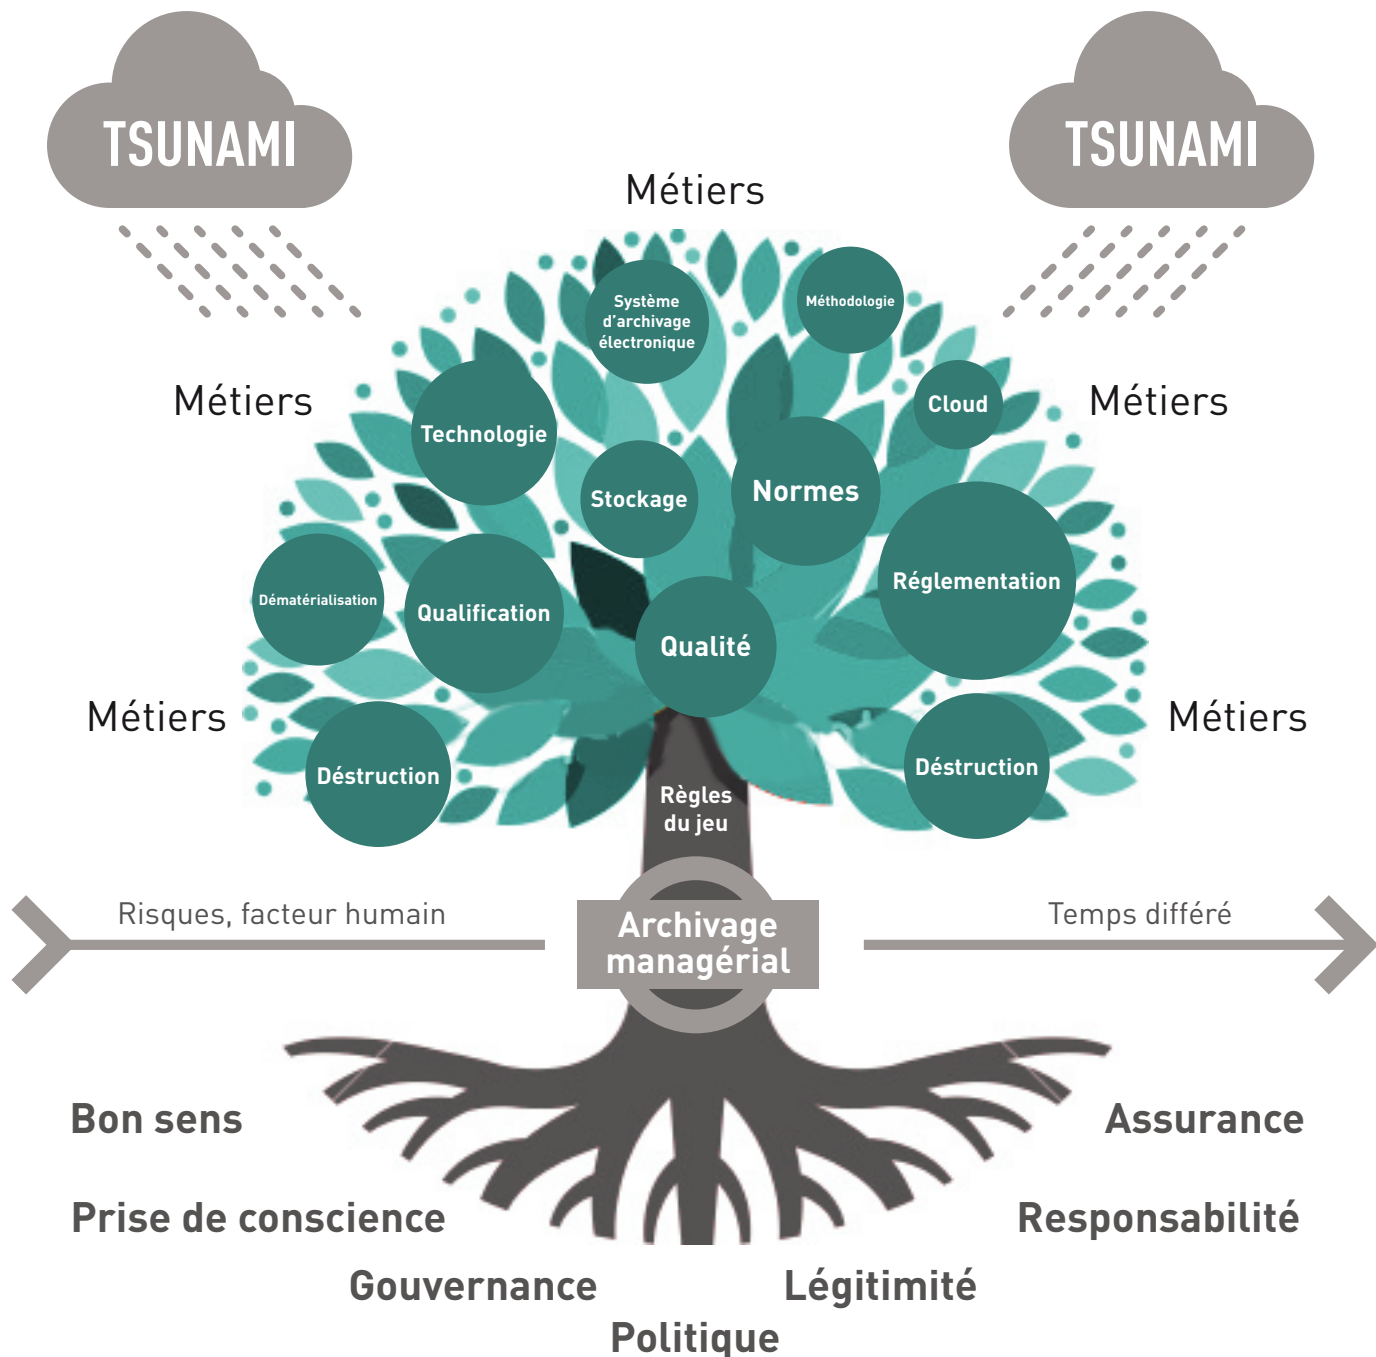 TSUNAMI
TSUNAMI
Métiers
Système
d'archivage
électronique
Méthodologie
Métiers
Métiers
Cloud
Technologie
Stockage
Normes
Réglementation
Dématérialisation
Qualification
Qualité
Métiers
Métiers
Déstruction
Déstruction
Règles
du jeu
Risques, facteur humain
Archivage
managérial
Temps différé
Bon sens
Assurance
Prise de conscience
Responsabilité
Gouvernance
Légitimité
Politique